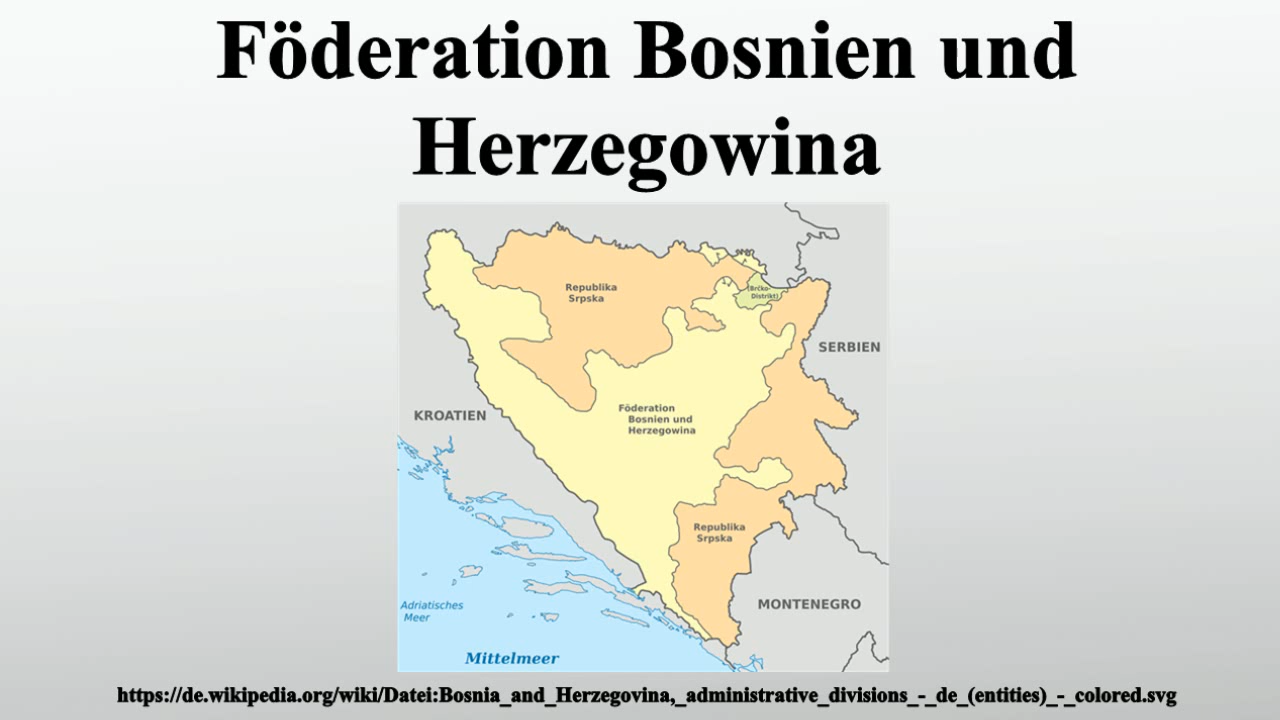 Föderation Bosnien und
Herzegowina
Republika
Srpska
(Brčko-
Distrikt)
SERBIEN
KROATIEN
Föderation
Bosnien und
Herzegowina
Republika
Srpska
MONTENEGRO
Adriatisches
Meer
Mittelmeer
https://de.wikipedia.org/wiki/Datei:Bosnia_and_Herzegovina,_administrative_divisions_-_de_(entities)_-_colored.svg